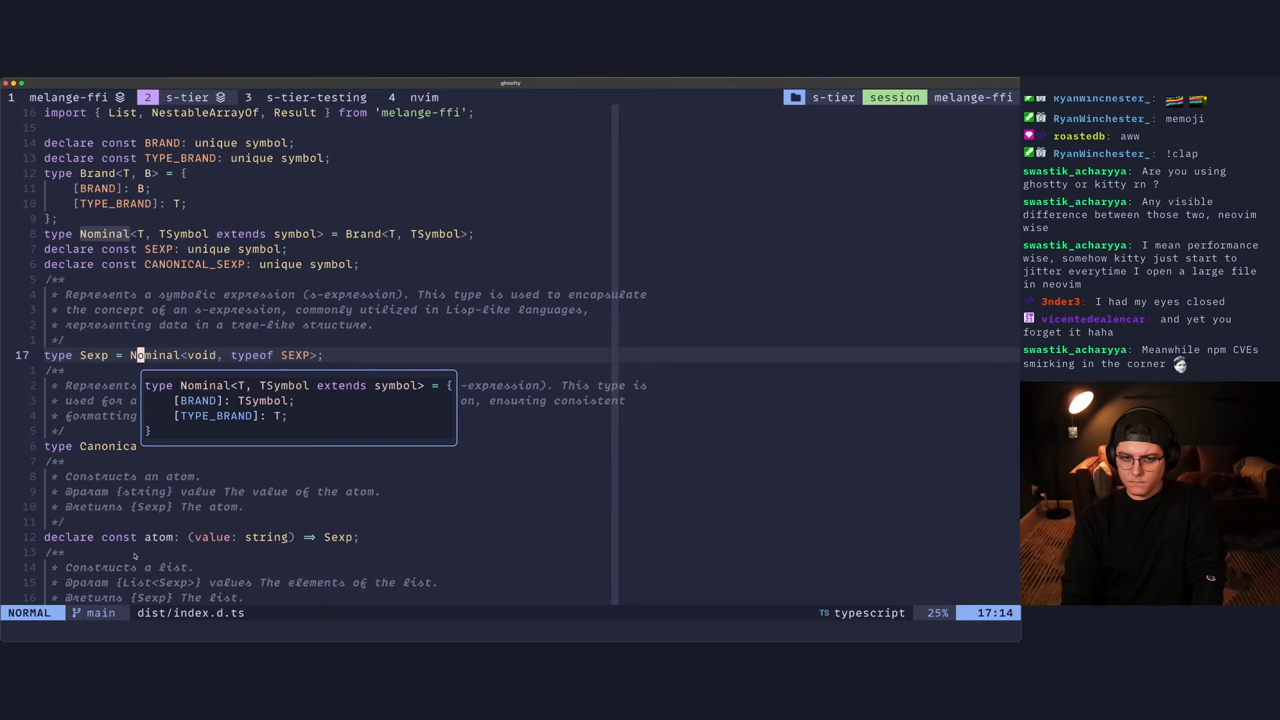 ghostty
1 melange-ffi 2 s-tier 3 s-tier-testing 4 nvim s-tier session melange-ffi
16 import { List, NestableArrayOf, Result } from 'melange-ffi';
15
14 declare const BRAND: unique symbol;
13 declare const TYPE_BRAND: unique symbol;
12 type Brand<T, B> = {
11 [BRAND]: B;
10 [TYPE_BRAND]: T;
9 };
8 type Nominal<T, TSymbol extends symbol> = Brand<T, TSymbol>;
7 declare const SEXP: unique symbol;
6 declare const CANONICAL_SEXP: unique symbol;
5 /**
4 * Represents a symbolic expression (s-expression). This type is used to encapsulate
3 * the concept of an s-expression, commonly utilized in Lisp-like languages,
2 * representing data in a tree-like structure.
1 */
17 type Sexp = Nominal<void, typeof SEXP>;
1 /**
2 * Represents -expression). This type is
3 * used for a on, ensuring consistent
4 * formatting
5 */
6 type Canonica
type Nominal<T, TSymbol extends symbol> = {
[BRAND]: TSymbol;
[TYPE_BRAND]: T;
}
7 /**
8 * Constructs an atom.
9 * @param {string} value The value of the atom.
10 * @returns {Sexp} The atom.
11 */
12 declare const atom: (value: string) => Sexp;
13 /**
14 * Constructs a list.
15 * @param {List<Sexp>} values The elements of the list.
16 * @returns {Sexp} The list.
NORMAL main dist/index.d.ts TS typescript 25% 17:14
RyanWinchester_:
RyanWinchester_: memoji
roastedb: aww
RyanWinchester_: !clap
swastik_acharyya: Are you using
ghostty or kitty rn ?
swastik_acharyya: Any visible
difference between those two, neovim
wise
swastik_acharyya: I mean performance
wise, somehow kitty just start to
jitter everytime I open a large file
in neovim
3nder3: I had my eyes closed
vicentedealencar: and yet you
forget it haha
swastik_acharyya: Meanwhile npm CVEs
smirking in the corner